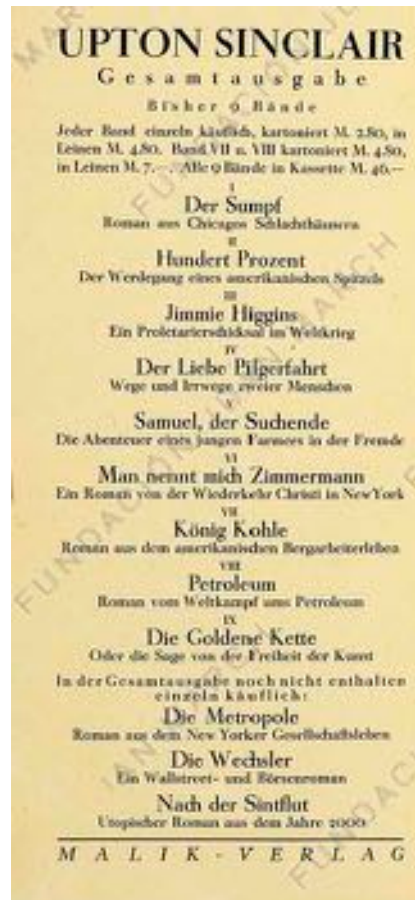 UPTON SINCLAIR
Gesamtausgabe
Bisher 9 Bände
Jeder Band einzeln käuflich, kartoniert M. 2.80, in
Leinen M. 4.80. Band VII u. VIII kartoniert M. 4.80,
in Leinen M. 7.—. Alle 9 Bände in Kassette M. 46.—
I
Der Sumpf
Roman aus Chicagos Schlachthäusern
II
Hundert Prozent
Der Werdegang eines amerikanischen Spitzels
III
Jimmie Higgins
Ein Proletarierschicksal im Weltkrieg
IV
Der Liebe Pilgerfahrt
Wege und Irrwege zweier Menschen
V
Samuel, der Suchende
Die Abenteuer eines jungen Farmers in der Fremde
VI
Man nennt mich Zimmermann
Ein Roman von der Wiederkehr Christi in New York
VII
König Kohle
Roman aus dem amerikanischen Bergarbeiterleben
VIII
Petroleum
Roman vom Weltkampf ums Petroleum
IX
Die Goldene Kette
Oder die Sage von der Freiheit der Kunst
In der Gesamtausgabe noch nicht enthalten
einzeln käuflich:
Die Metropole
Roman aus dem New Yorker Gesellschaftsleben
Die Wechsler
Ein Wallstreet- und Börsenroman
Nach der Sintflut
Utopischer Roman aus dem Jahre 2000
MALIK-VERLAG